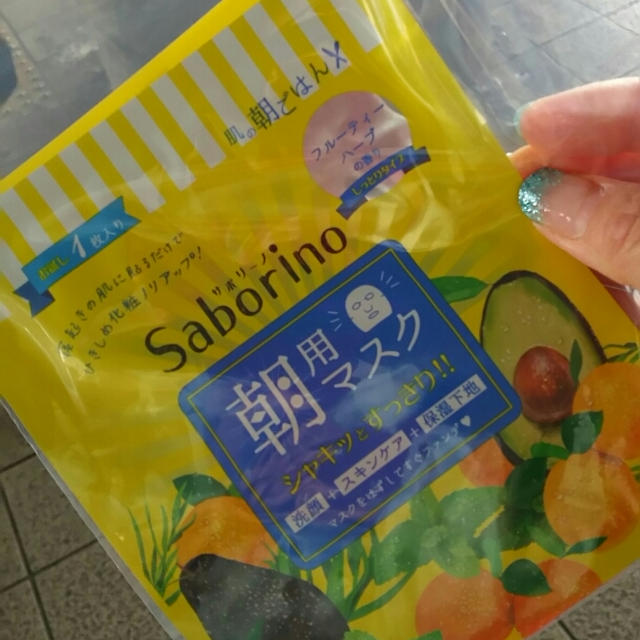 肌の朝ごはん
フルーティー
ハーブ
の香り
しっとりタイプ
お試し 1枚入り
寝起きの肌に貼るだけで
ひきしめ化粧ノリアップ!
サボリーノ
Saborino
朝用
マスク
シャキッとすっきり!!
洗顔+スキンケア+保湿下地
マスクをはずしてすぐファンデ♥